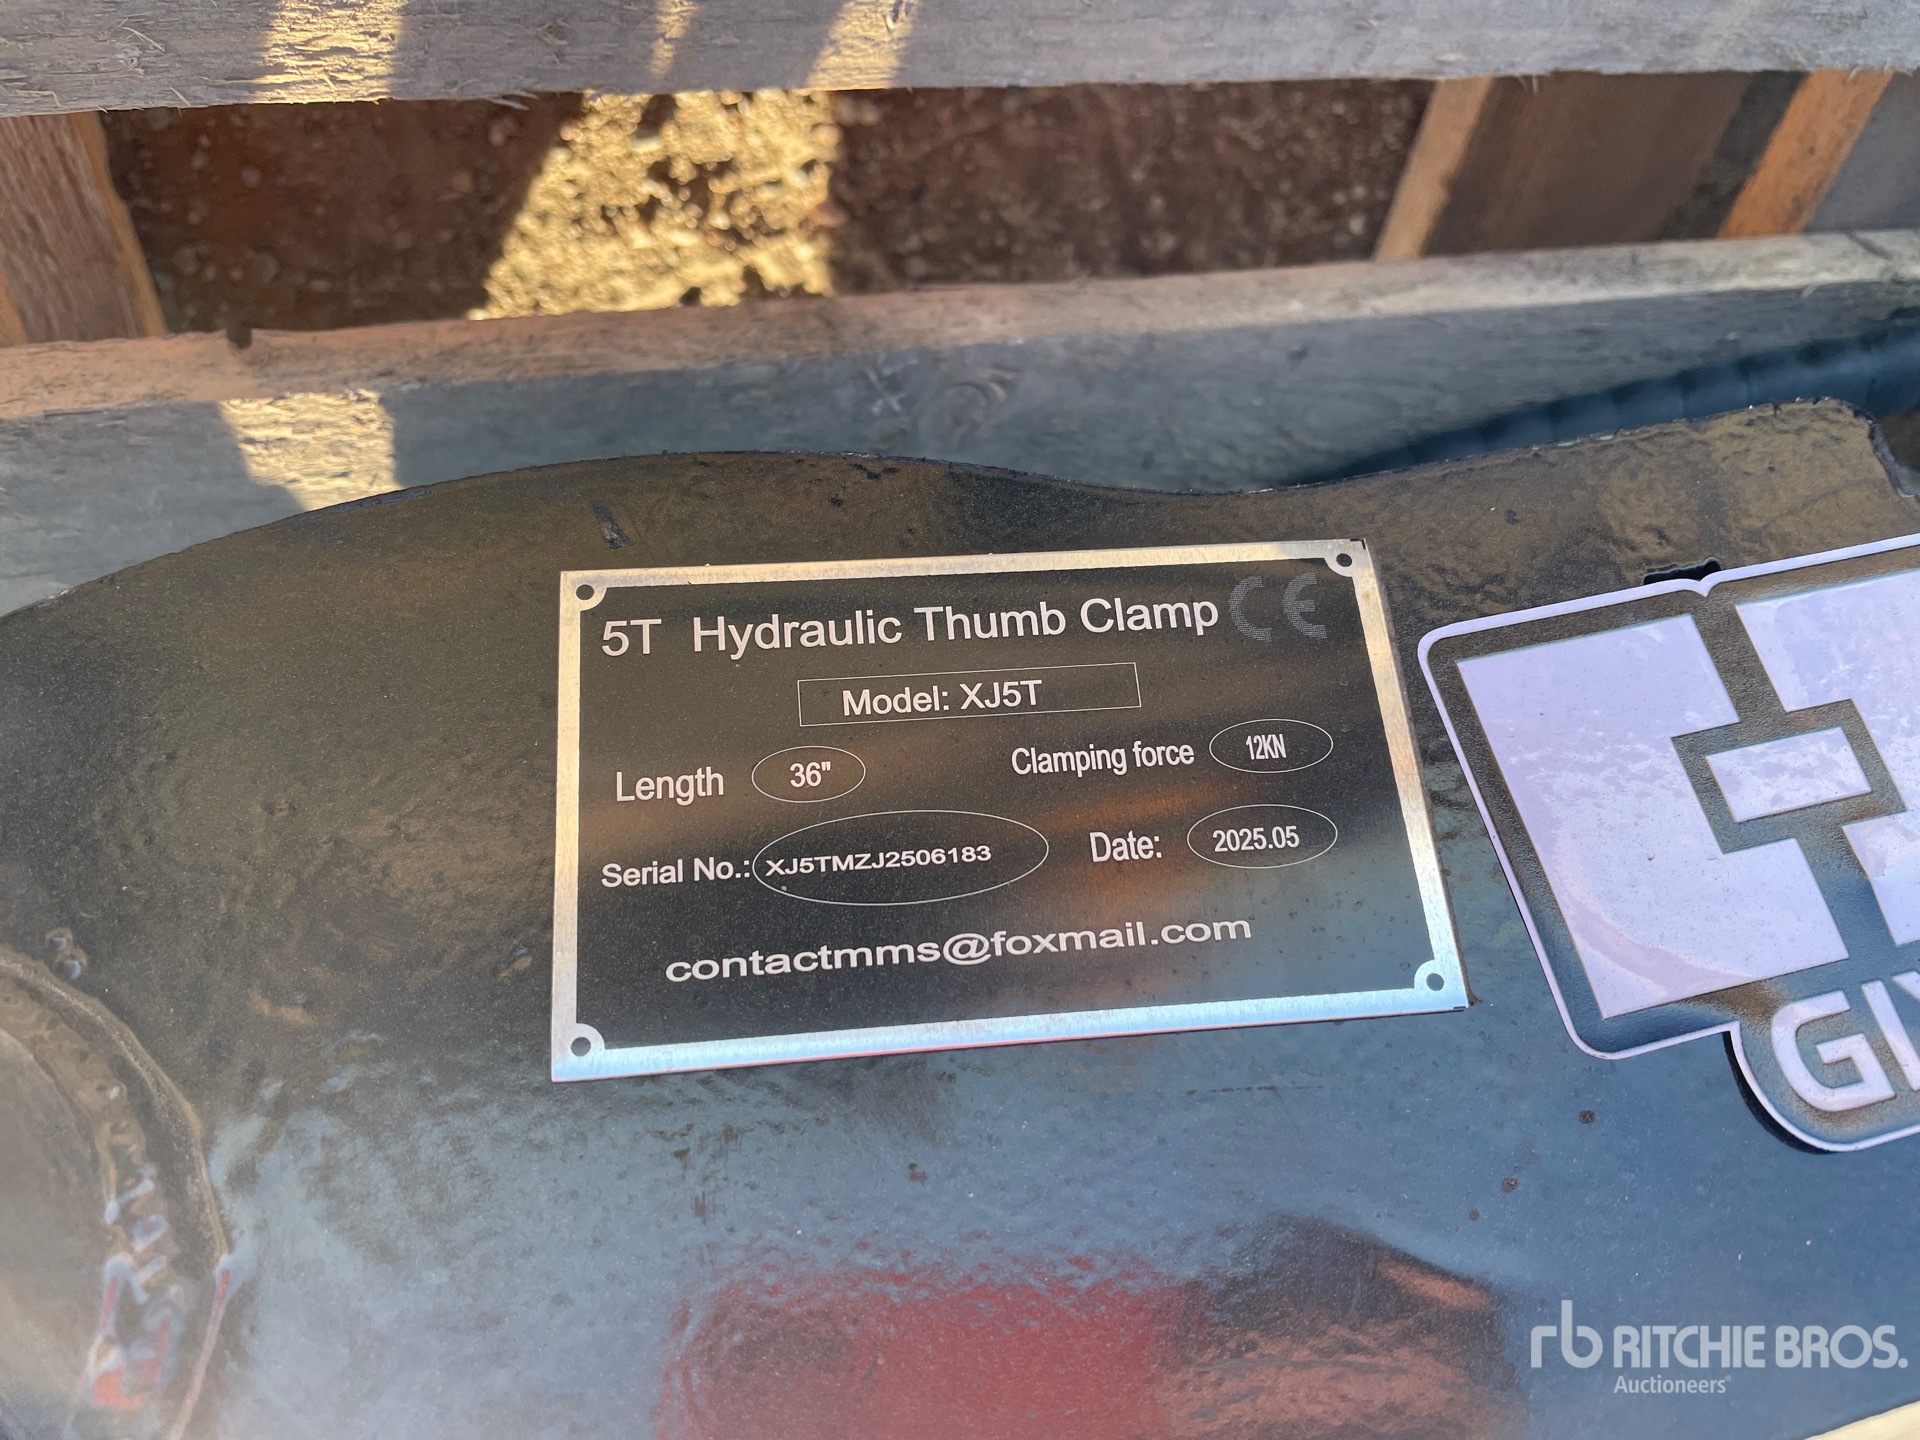 5T Hydraulic Thumb Clamp CE
Model: XJ5T
Length 36" Clamping force 12KN
Serial No.: XJ5TMZJ2506183 Date: 2025.05
contactmms@foxmail.com
rb RITCHIE BROS.
Auctioneers